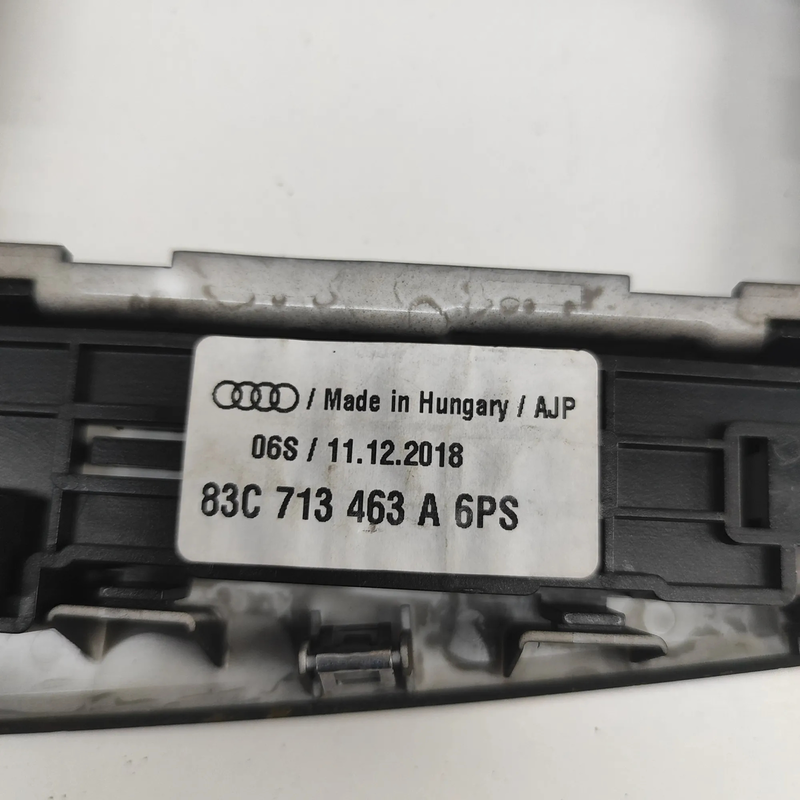 / Made in Hungary / AJP
06S / 11.12.2018
83C 713 463 A 6PS